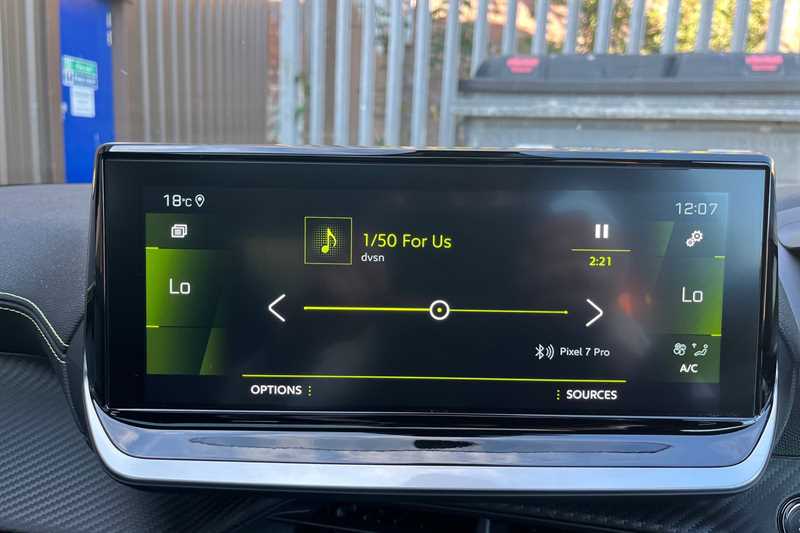 18°C
12:07
1/50 For Us
dvsn
2:21
Lo
Lo
Pixel 7 Pro
A/C
OPTIONS
SOURCES